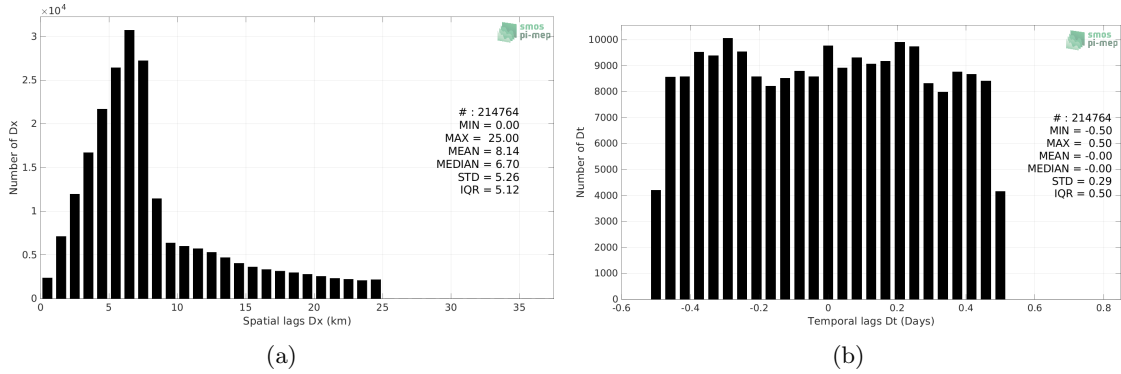 ×10⁴
3
2.5
2
1.5
1
0.5
0
Number of Dx
0 5 10 15 20 25 30 35
Spatial lags Dx (km)
smos
pi-mep
# : 214764
MIN = 0.00
MAX = 25.00
MEAN = 8.14
MEDIAN = 6.70
STD = 5.26
IQR = 5.12
(a)
10000
9000
8000
7000
6000
5000
4000
3000
2000
1000
0
Number of Dt
-0.6 -0.4 -0.2 0 0.2 0.4 0.6 0.8
Temporal lags Dt (Days)
smos
pi-mep
# : 214764
MIN = -0.50
MAX = 0.50
MEAN = -0.00
MEDIAN = -0.00
STD = 0.29
IQR = 0.50
(b)